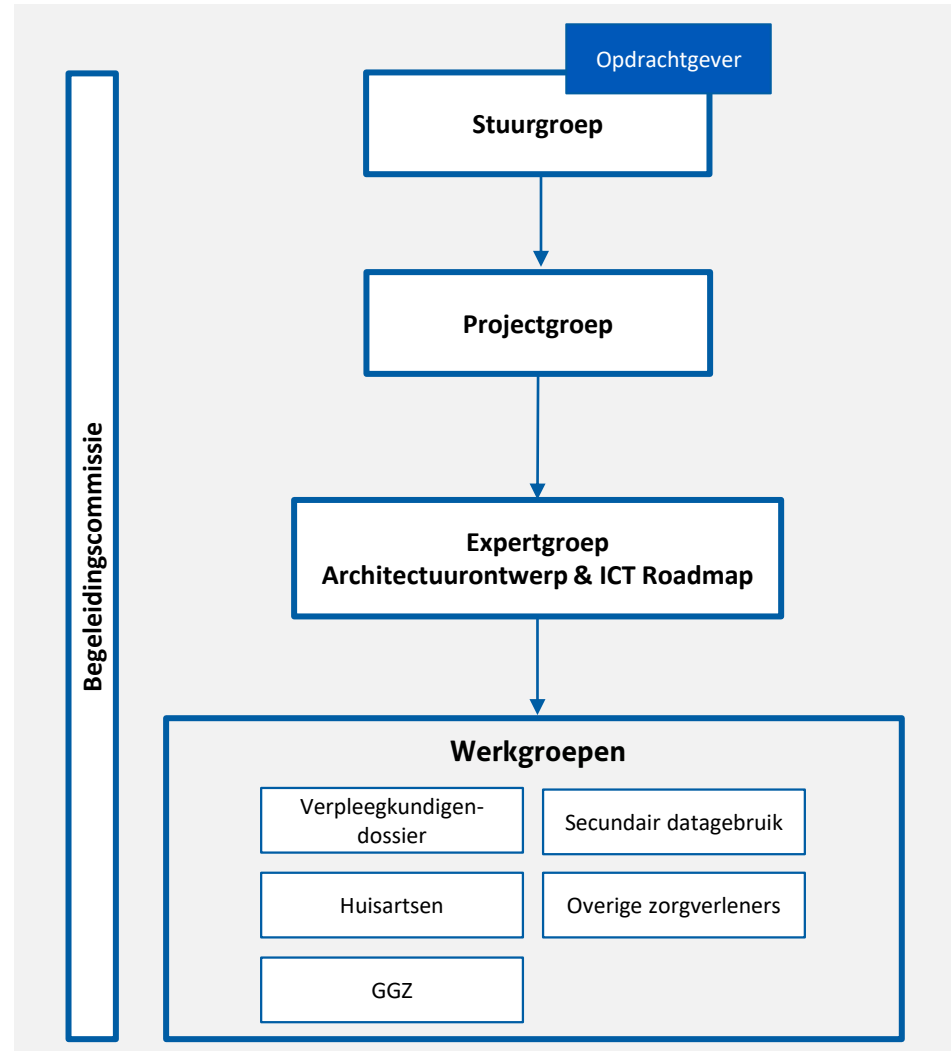 Opdrachtgever
Stuurgroep
Projectgroep
Expertgroep
Architectuurontwerp & ICT Roadmap
Begeleidingscommissie
Werkgroepen
Verpleegkundigen-
dossier
Secundair datagebruik
Huisartsen
Overige zorgverleners
GGZ